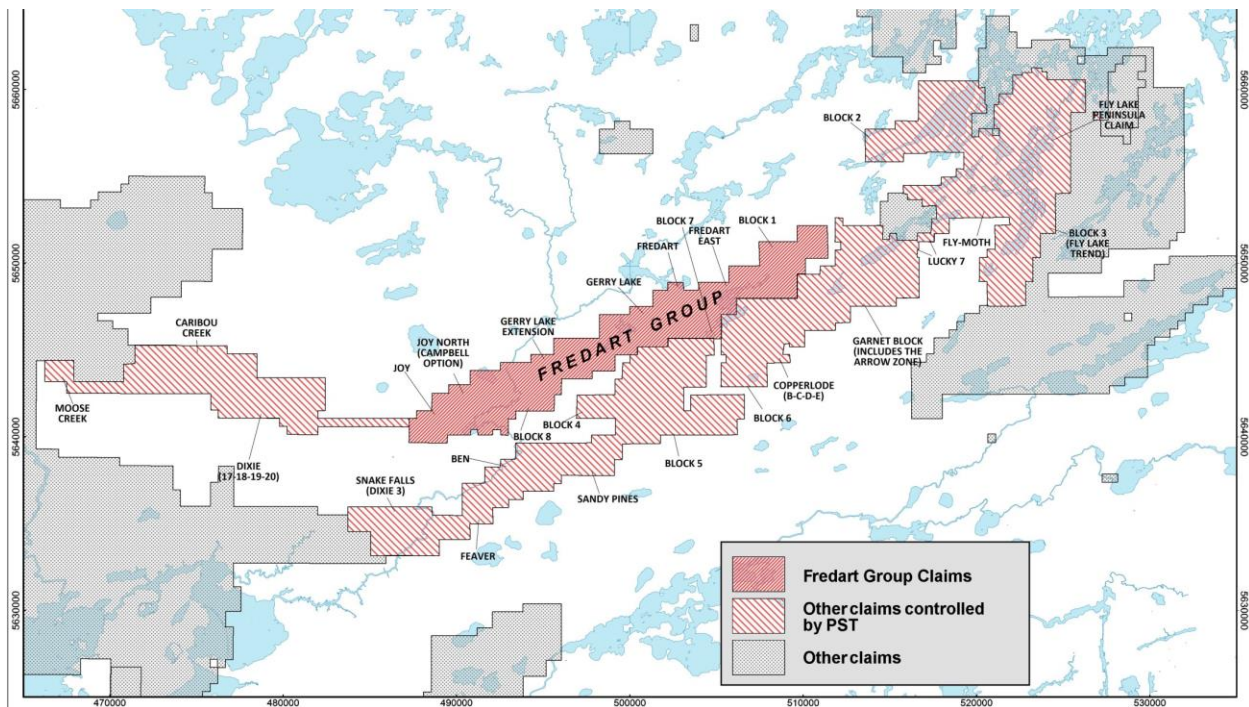 5660000
5660000
BLOCK 2
FLY LAKE
PENINSULA
CLAIM
BLOCK 7
BLOCK 1
FREDART
FREDART
EAST
5650000
5650000
FLY-MOTH
BLOCK 3
(FLY LAKE
TREND)
LUCKY 7
GERRY LAKE
FREDART GROUP
GERRY LAKE
EXTENSION
CARIBOU
CREEK
JOY NORTH
(CAMPBELL
OPTION)
JOY
GARNET BLOCK
(INCLUDES THE
ARROW ZONE)
COPPERLODE
(B-C-D-E)
MOOSE
CREEK
BLOCK 6
BLOCK 4
BLOCK 8
5640000
5640000
BEN
BLOCK 5
DIXIE
(17-18-19-20)
SNAKE FALLS
(DIXIE 3)
SANDY PINES
FEAVER
Fredart Group Claims
Other claims controlled
by PST
Other claims
5630000
5630000
470000
480000
490000
500000
510000
520000
530000